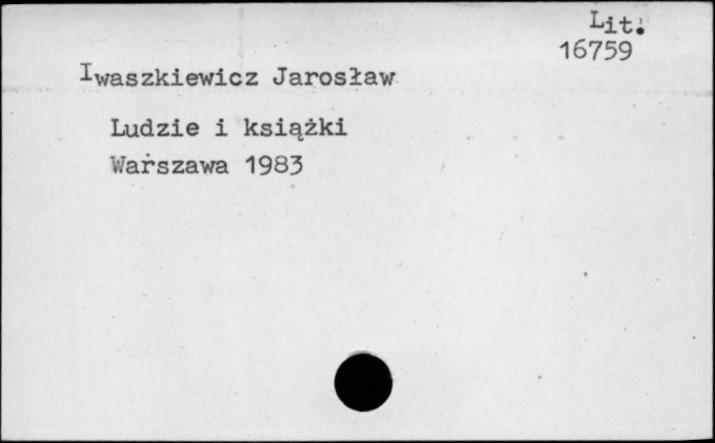 Lit.
16759
Iwaszkiewicz Jarosław
Ludzie i książki
Warszawa 1983